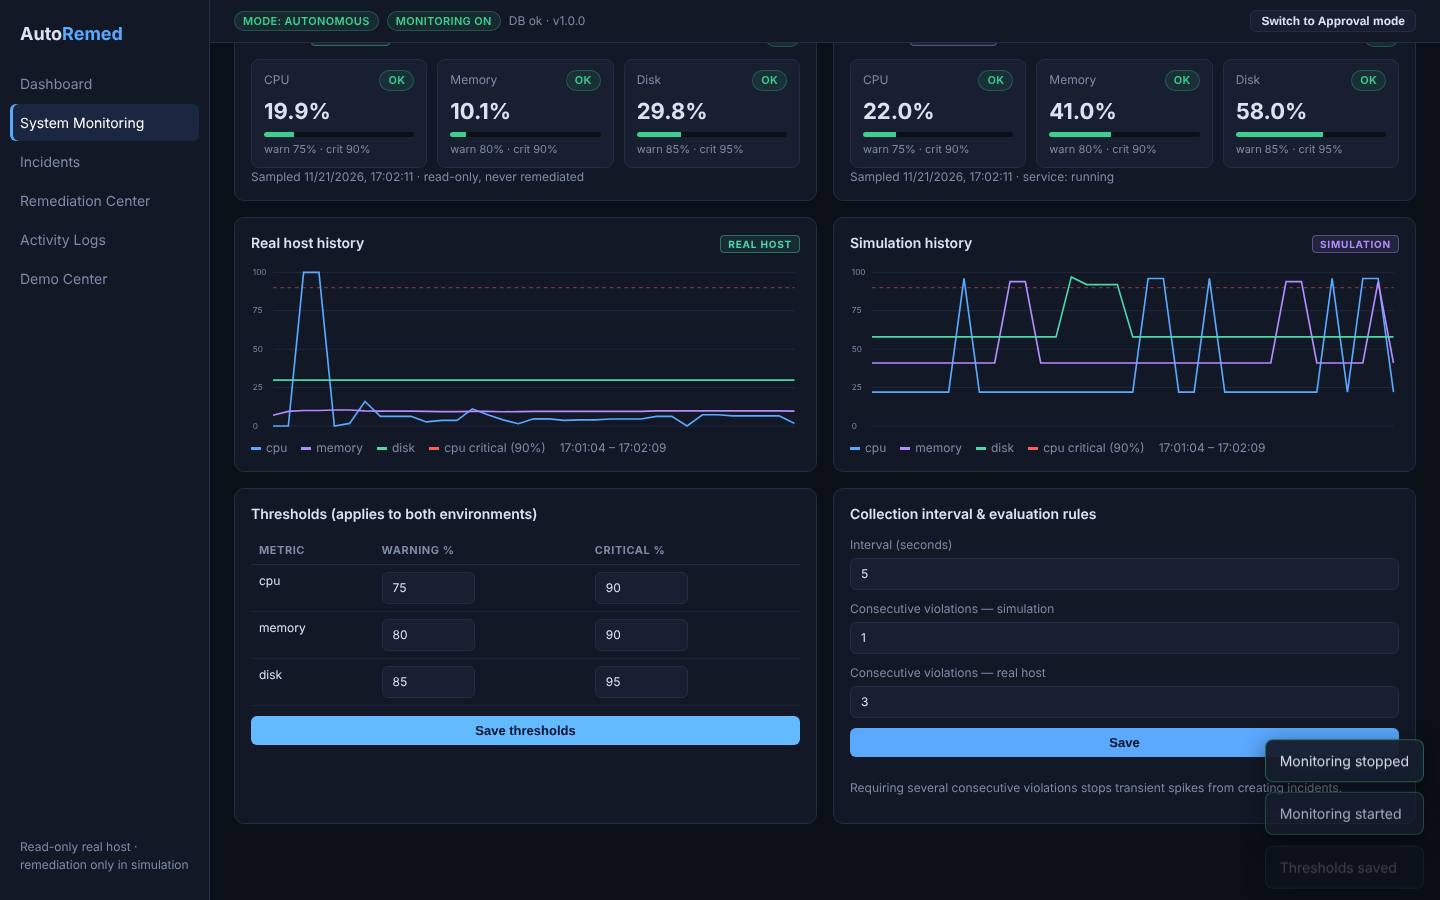 AutoRemed
MODE: AUTONOMOUS
MONITORING ON
DB ok · v1.0.0
Switch to Approval mode
Dashboard
System Monitoring
Incidents
Remediation Center
Activity Logs
Demo Center
Read-only real host ·
remediation only in simulation
CPU
OK
19.9%
warn 75% · crit 90%
Memory
OK
10.1%
warn 80% · crit 90%
Disk
OK
29.8%
warn 85% · crit 95%
Sampled 11/21/2026, 17:02:11 · read-only, never remediated
CPU
OK
22.0%
warn 75% · crit 90%
Memory
OK
41.0%
warn 80% · crit 90%
Disk
OK
58.0%
warn 85% · crit 95%
Sampled 11/21/2026, 17:02:11 · service: running
Real host history
REAL HOST
100
75
50
25
0
cpu memory disk cpu critical (90%) 17:01:04 – 17:02:09
Simulation history
SIMULATION
100
75
50
25
0
cpu memory disk cpu critical (90%) 17:01:04 – 17:02:09
Thresholds (applies to both environments)
METRIC WARNING % CRITICAL %
cpu 75 90
memory 80 90
disk 85 95
Save thresholds
Collection interval & evaluation rules
Interval (seconds)
5
Consecutive violations — simulation
1
Consecutive violations — real host
3
Save
Requiring several consecutive violations stops transient spikes from creating incidents.
Monitoring stopped
Monitoring started
Thresholds saved